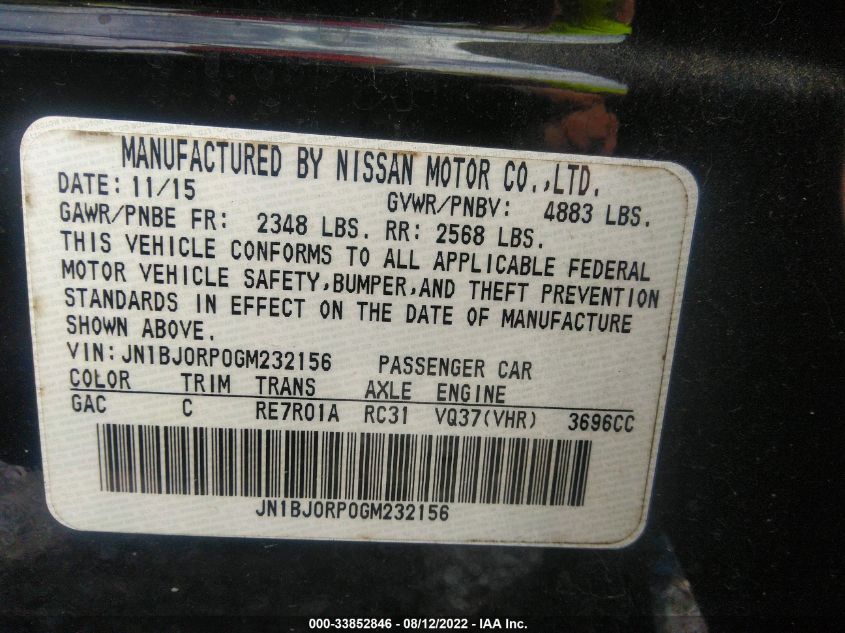 MANUFACTURED BY NISSAN MOTOR CO.,LTD.
DATE: 11/15 GVWR/PNBV: 4883 LBS.
GAWR/PNBE FR: 2348 LBS. RR: 2568 LBS.
THIS VEHICLE CONFORMS TO ALL APPLICABLE FEDERAL
MOTOR VEHICLE SAFETY,BUMPER,AND THEFT PREVENTION
STANDARDS IN EFFECT ON THE DATE OF MANUFACTURE
SHOWN ABOVE.
VIN:JN1BJ0RP0GM232156 PASSENGER CAR
COLOR TRIM TRANS AXLE ENGINE
GAC C RE7R01A RC31 VQ37(VHR) 3696CC
JN1BJ0RP0GM232156
000-33852846 - 08/12/2022 - IAA Inc.